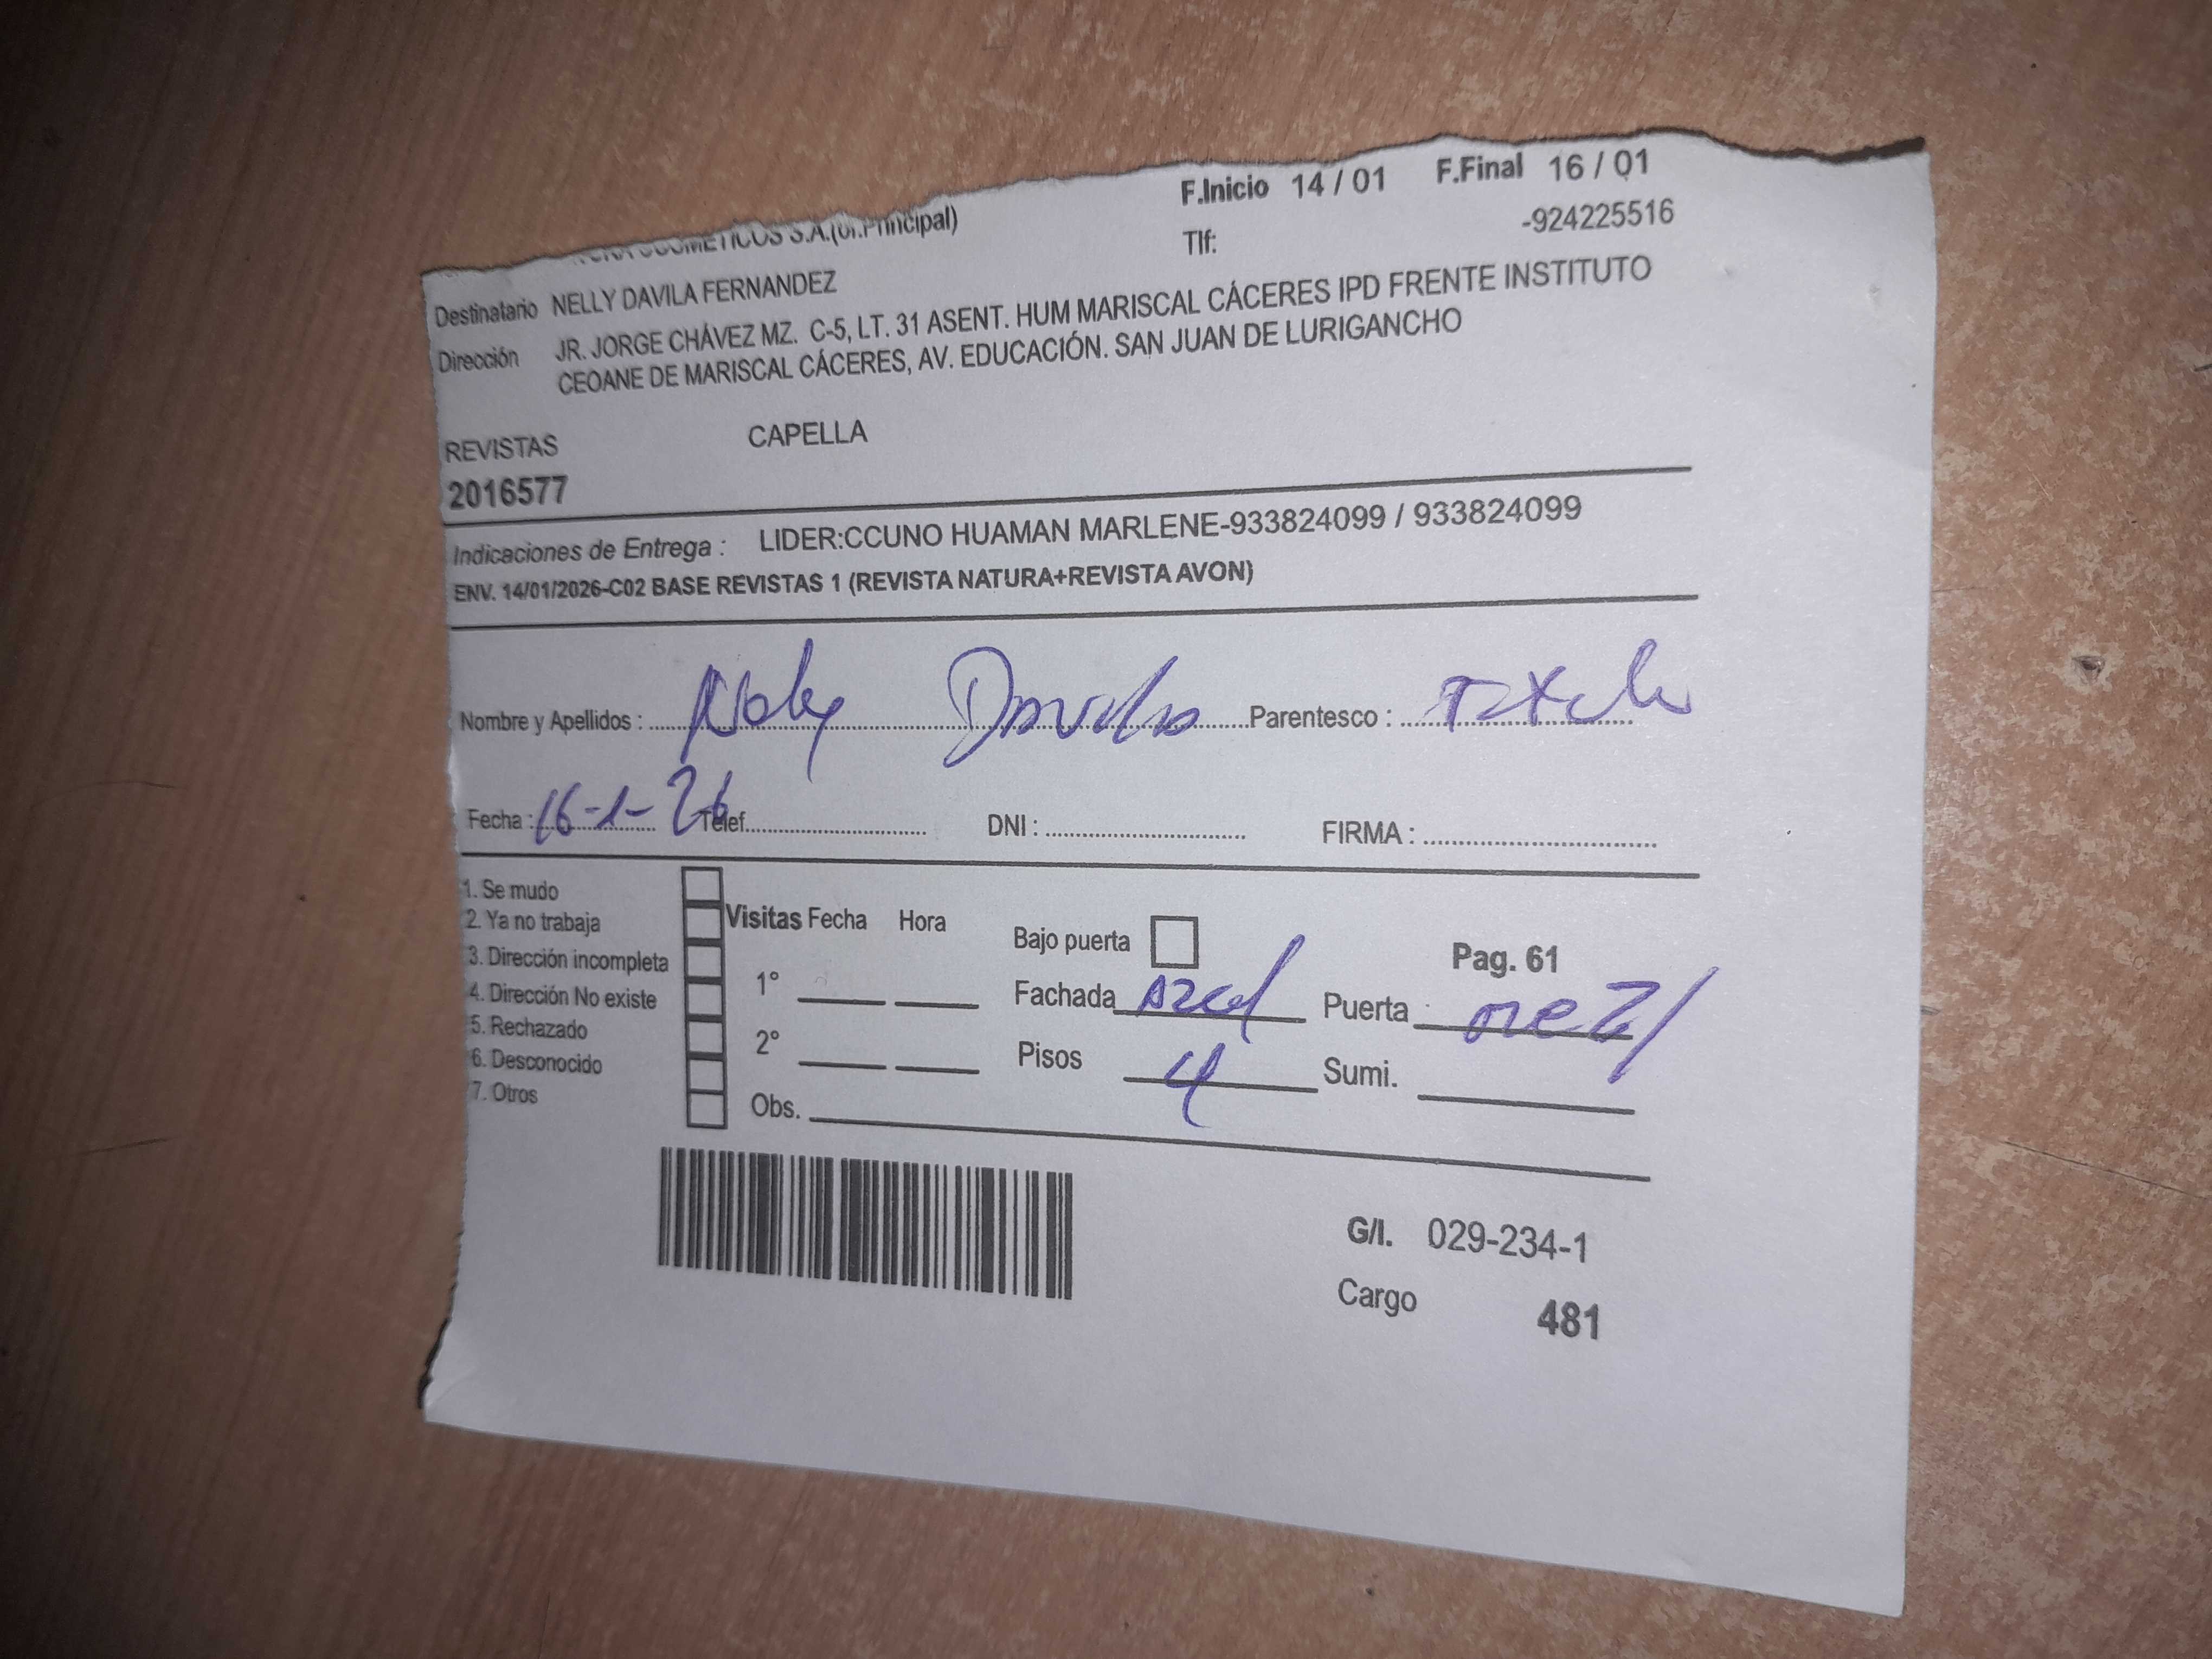 F.Inicio 14 / 01 F.Final 16 / 01
COSMETICOS S.A.(of.Principal) Tlf: -924225516
Destinatario NELLY DAVILA FERNANDEZ
Dirección JR. JORGE CHÁVEZ MZ. C-5, LT. 31 ASENT. HUM MARISCAL CÁCERES IPD FRENTE INSTITUTO
CEOANE DE MARISCAL CÁCERES, AV. EDUCACIÓN. SAN JUAN DE LURIGANCHO
REVISTAS CAPELLA
2016577
Indicaciones de Entrega : LIDER:CCUNO HUAMAN MARLENE-933824099 / 933824099
ENV. 14/01/2026-C02 BASE REVISTAS 1 (REVISTA NATURA+REVISTA AVON)
Nombre y Apellidos : Nely Davila Parentesco :
Fecha : 16-1-26 Telef. DNI : FIRMA :
1. Se mudo
2. Ya no trabaja
3. Dirección incompleta
4. Dirección No existe
5. Rechazado
6. Desconocido
7. Otros
Visitas Fecha Hora
1°
2°
Obs.
Bajo puerta Pag. 61
Fachada azul Puerta metal
Pisos 4 Sumi.
G/I. 029-234-1
Cargo 481